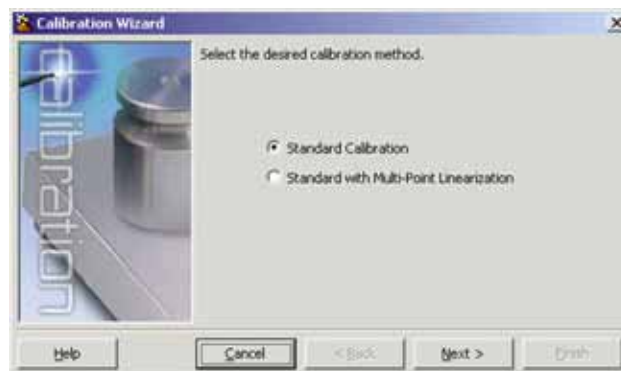 Calibration Wizard
Calibration
Select the desired calibration method.
Standard Calibration
Standard with Multi-Point Linearization
Help
Cancel
< Back
Next >
Finish